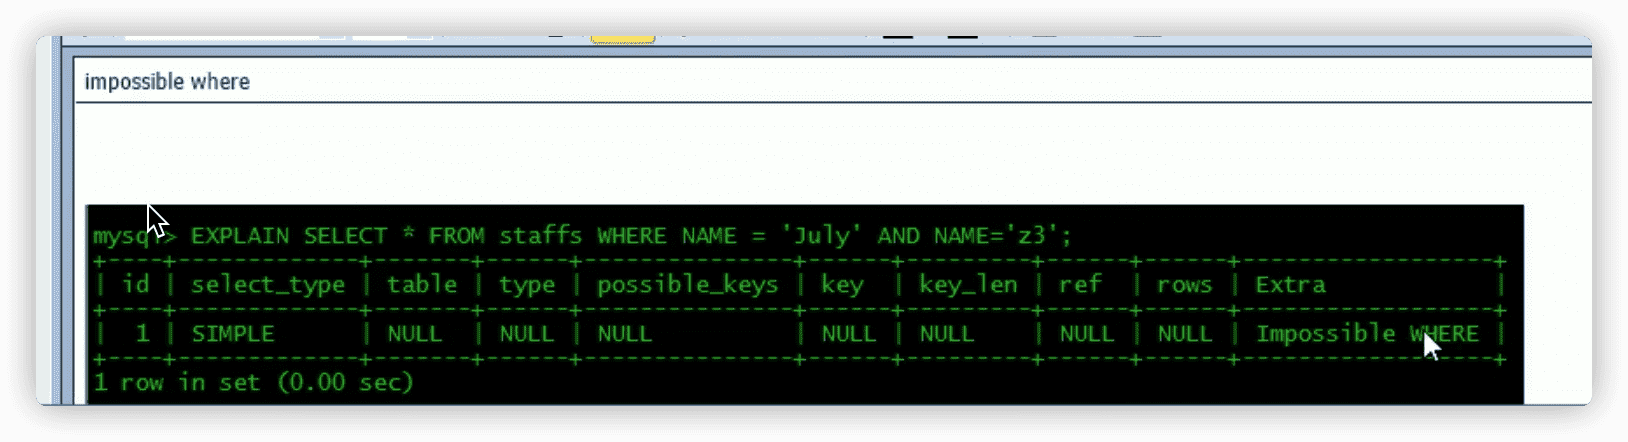 impossible where
mysql> EXPLAIN SELECT * FROM staffs WHERE NAME = 'July' AND NAME='z3';
+----+-------------+-------+------+---------------+------+---------+------+------+------------------+
| id | select_type | table | type | possible_keys | key | key_len | ref | rows | Extra |
+----+-------------+-------+------+---------------+------+---------+------+------+------------------+
| 1 | SIMPLE | NULL | NULL | NULL | NULL | NULL | NULL | NULL | Impossible WHERE |
+----+-------------+-------+------+---------------+------+---------+------+------+------------------+
1 row in set (0.00 sec)